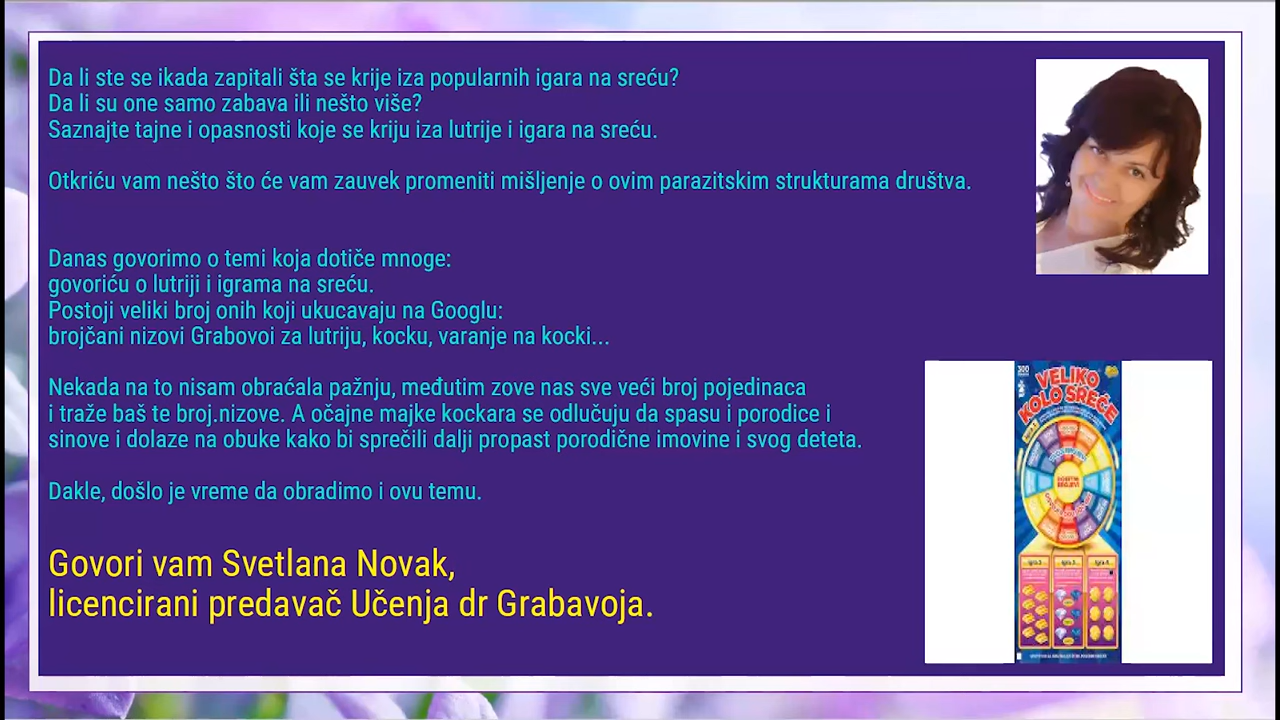 Da li ste se ikada zapitali šta se krije iza popularnih igara na sreću?
Da li su one samo zabava ili nešto više?
Saznajte tajne i opasnosti koje se kriju iza lutrije i igara na sreću.
Otkriću vam nešto što će vam zauvek promeniti mišljenje o ovim parazitskim strukturama društva.
Danas govorimo o temi koja dotiče mnoge:
govoriću o lutriji i igrama na sreću.
Postoji veliki broj onih koji ukucavaju na Googlu:
brojčani nizovi Grabovoi za lutriju, kocku, varanje na kocki...
Nekada na to nisam obraćala pažnju, međutim zove nas sve veći broj pojedinaca
i traže baš te broj.nizove. A očajne majke kockara se odlučuju da spasu i porodice i
sinove i dolaze na obuke kako bi sprečili dalji propast porodične imovine i svog deteta.
Dakle, došlo je vreme da obradimo i ovu temu.
Govori vam Svetlana Novak,
licencirani predavač Učenja dr Grabavoja.
300
VELIKO
KOLO SREĆE
Igra 2
Igra 3
Igra 4